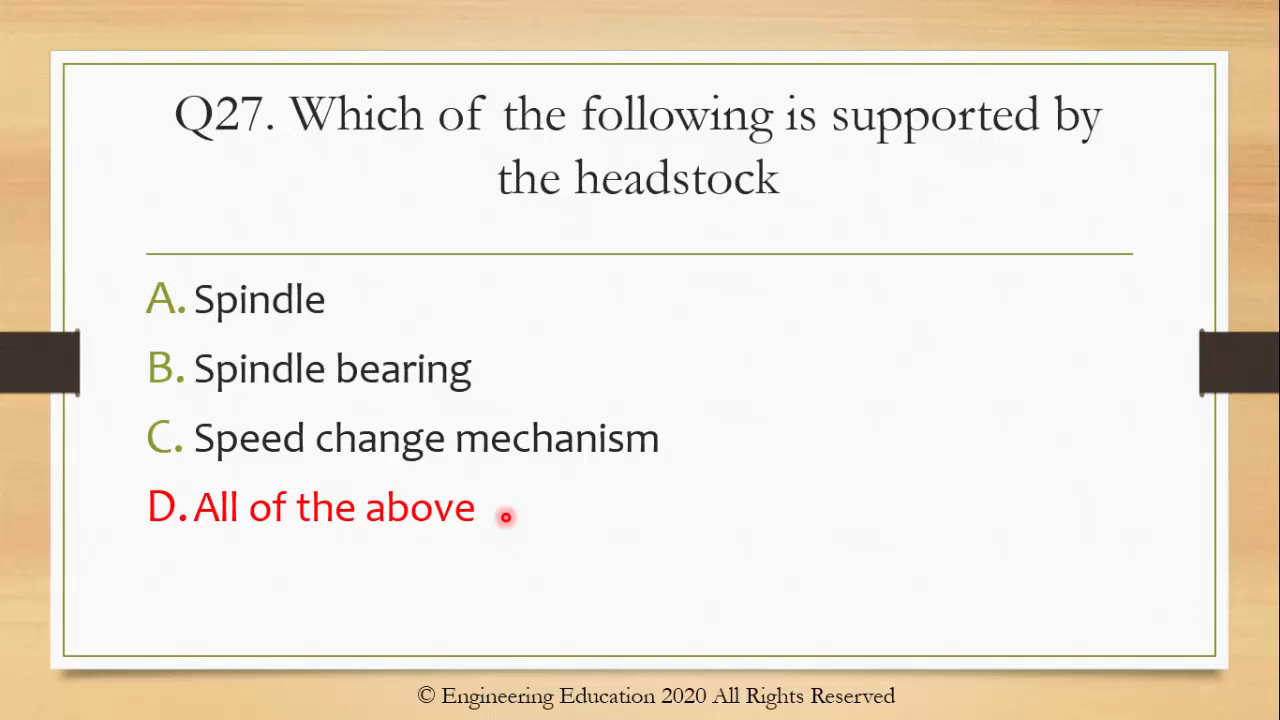 Q27. Which of the following is supported by
the headstock
A. Spindle
B. Spindle bearing
C. Speed change mechanism
D. All of the above
© Engineering Education 2020 All Rights Reserved